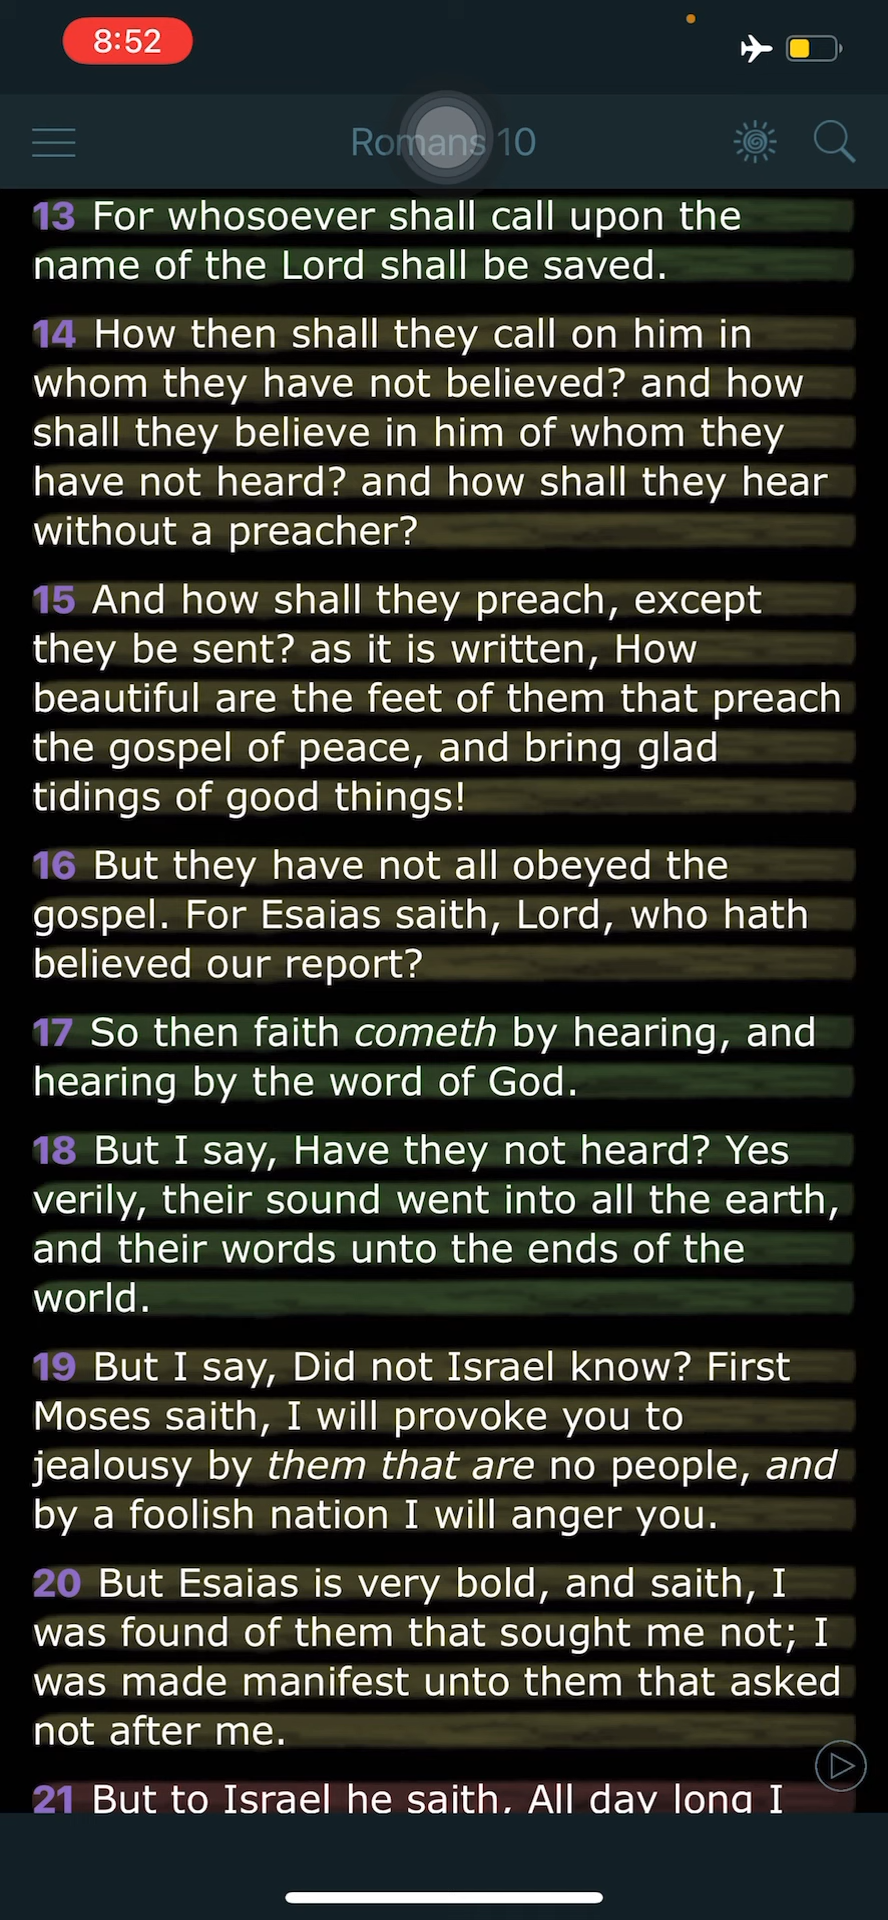 8:52
Romans 10
13 For whosoever shall call upon the
name of the Lord shall be saved.
14 How then shall they call on him in
whom they have not believed? and how
shall they believe in him of whom they
have not heard? and how shall they hear
without a preacher?
15 And how shall they preach, except
they be sent? as it is written, How
beautiful are the feet of them that preach
the gospel of peace, and bring glad
tidings of good things!
16 But they have not all obeyed the
gospel. For Esaias saith, Lord, who hath
believed our report?
17 So then faith cometh by hearing, and
hearing by the word of God.
18 But I say, Have they not heard? Yes
verily, their sound went into all the earth,
and their words unto the ends of the
world.
19 But I say, Did not Israel know? First
Moses saith, I will provoke you to
jealousy by them that are no people, and
by a foolish nation I will anger you.
20 But Esaias is very bold, and saith, I
was found of them that sought me not; I
was made manifest unto them that asked
not after me.
21 But to Israel he saith, All day long I